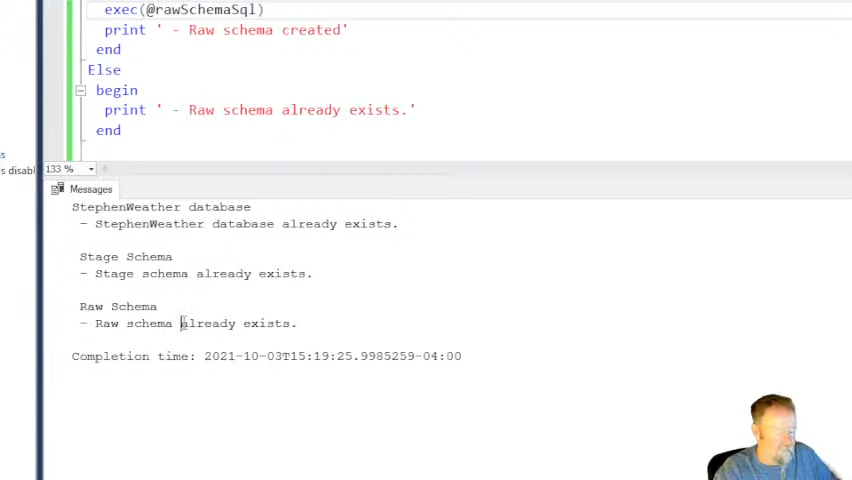 exec(@rawSchemaSql)
print ' - Raw schema created'
end
Else
begin
print ' - Raw schema already exists.'
end
s
s disabl
133 %
Messages
StephenWeather database
- StephenWeather database already exists.
Stage Schema
- Stage schema already exists.
Raw Schema
- Raw schema already exists.
Completion time: 2021-10-03T15:19:25.9985259-04:00